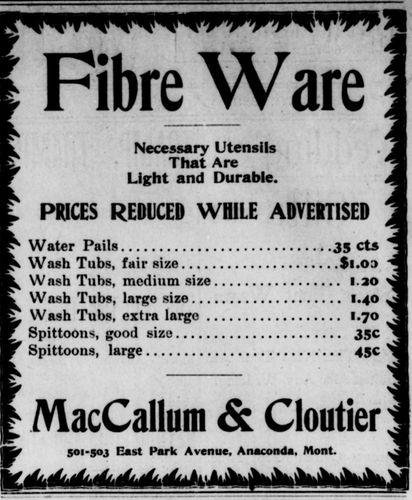 Fibre Ware
Necessary Utensils
That Are
Light and Durable.
PRICES REDUCED WHILE ADVERTISED
Water Pails..............................35 cts
Wash Tubs, fair size......................$1.00
Wash Tubs, medium size....................1.20
Wash Tubs, large size.....................1.40
Wash Tubs, extra large ...................1.70
Spittoons, good size......................35c
Spittoons, large..........................45c
MacCallum & Cloutier
501-503 East Park Avenue, Anaconda, Mont.